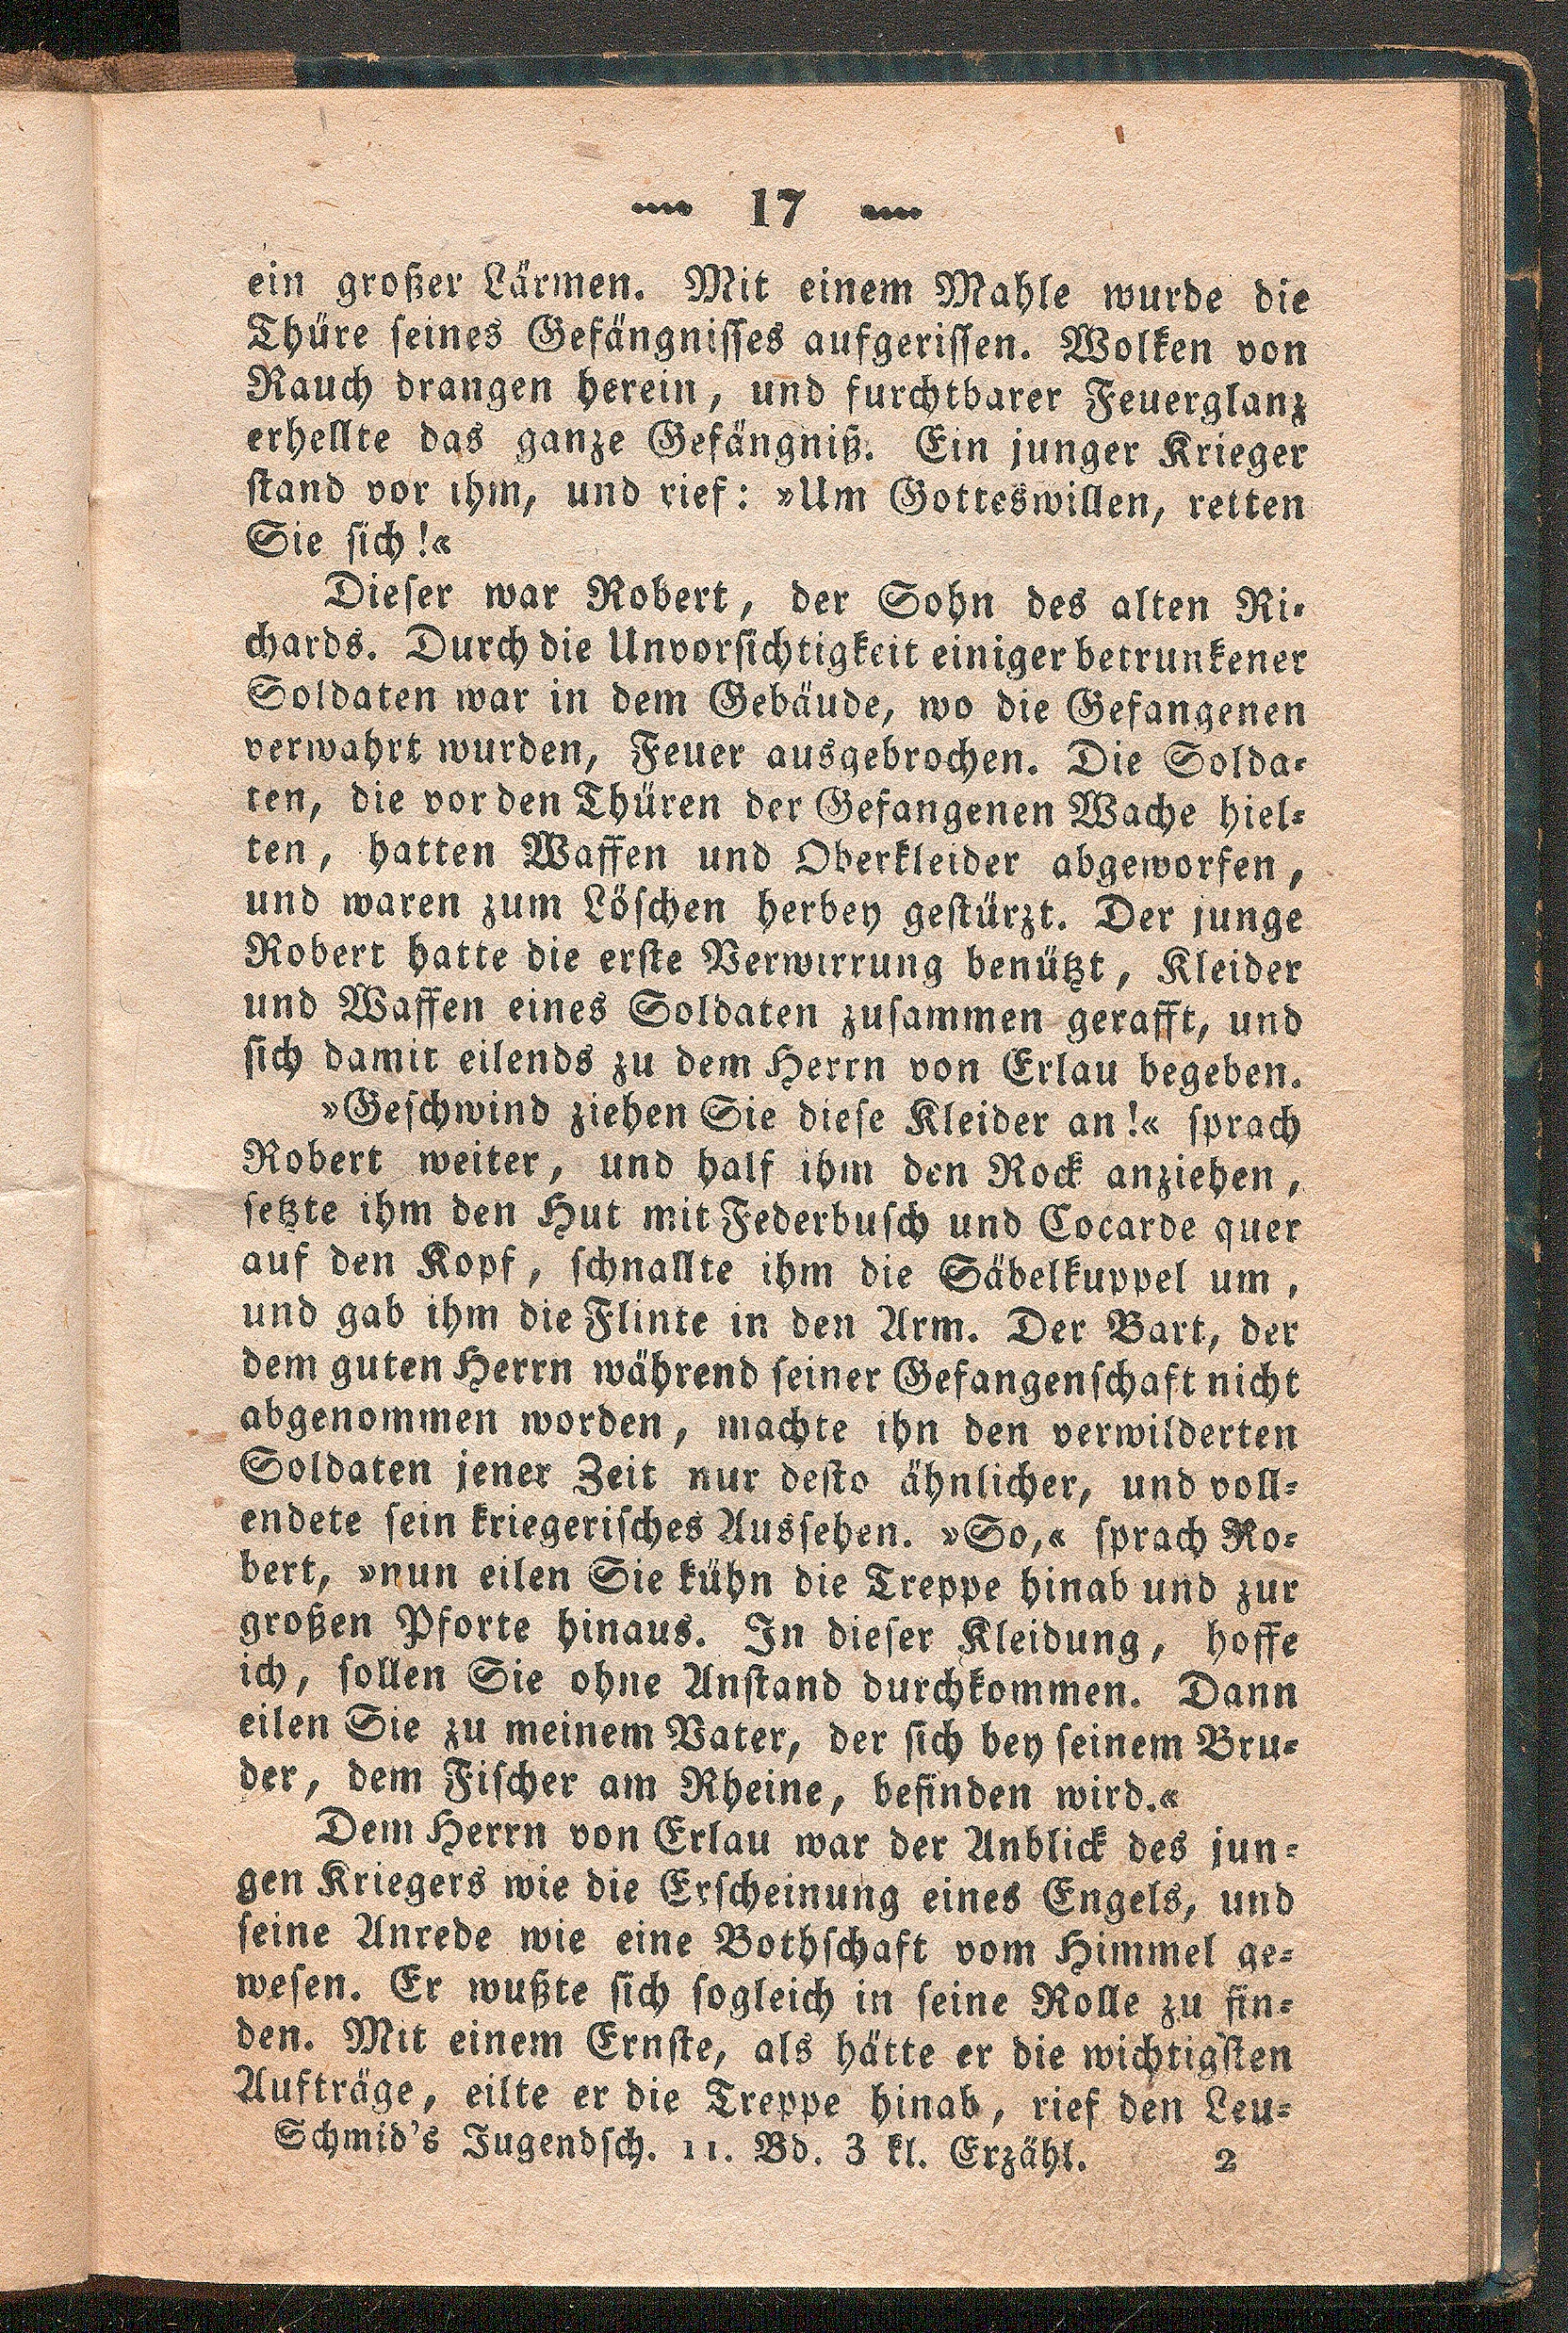 — 17 —
ein großer Lärmen. Mit einem Mahle wurde die
Thüre seines Gefängnisses aufgerissen. Wolken von
Rauch drangen herein, und furchtbarer Feuerglanz
erhellte das ganze Gefängniß. Ein junger Krieger
stand vor ihm, und rief: »Um Gotteswillen, retten
Sie sich!«
Dieser war Robert, der Sohn des alten Ri-
chards. Durch die Unvorsichtigkeit einiger betrunkener
Soldaten war in dem Gebäude, wo die Gefangenen
verwahrt wurden, Feuer ausgebrochen. Die Solda-
ten, die vor den Thüren der Gefangenen Wache hiel-
ten, hatten Waffen und Oberkleider abgeworfen,
und waren zum Löschen herbey gestürzt. Der junge
Robert hatte die erste Verwirrung benützt, Kleider
und Waffen eines Soldaten zusammen gerafft, und
sich damit eilends zu dem Herrn von Erlau begeben.
»Geschwind ziehen Sie diese Kleider an!« sprach
Robert weiter, und half ihm den Rock anziehen,
setzte ihm den Hut mit Federbusch und Cocarde quer
auf den Kopf, schnallte ihm die Säbelkuppel um,
und gab ihm die Flinte in den Arm. Der Bart, der
dem guten Herrn während seiner Gefangenschaft nicht
abgenommen worden, machte ihn den verwilderten
Soldaten jener Zeit nur desto ähnlicher, und voll-
endete sein kriegerisches Aussehen. »So,« sprach Ro-
bert, »nun eilen Sie kühn die Treppe hinab und zur
großen Pforte hinaus. In dieser Kleidung, hoffe
ich, sollen Sie ohne Anstand durchkommen. Dann
eilen Sie zu meinem Vater, der sich bey seinem Bru-
der, dem Fischer am Rheine, befinden wird.«
Dem Herrn von Erlau war der Anblick des jun-
gen Kriegers wie die Erscheinung eines Engels, und
seine Anrede wie eine Bothschaft vom Himmel ge-
wesen. Er wußte sich sogleich in seine Rolle zu fin-
den. Mit einem Ernste, als hätte er die wichtigsten
Aufträge, eilte er die Treppe hinab, rief den Leu-
Schmid's Jugendsch. 11. Bd. 3 kl. Erzähl. 2